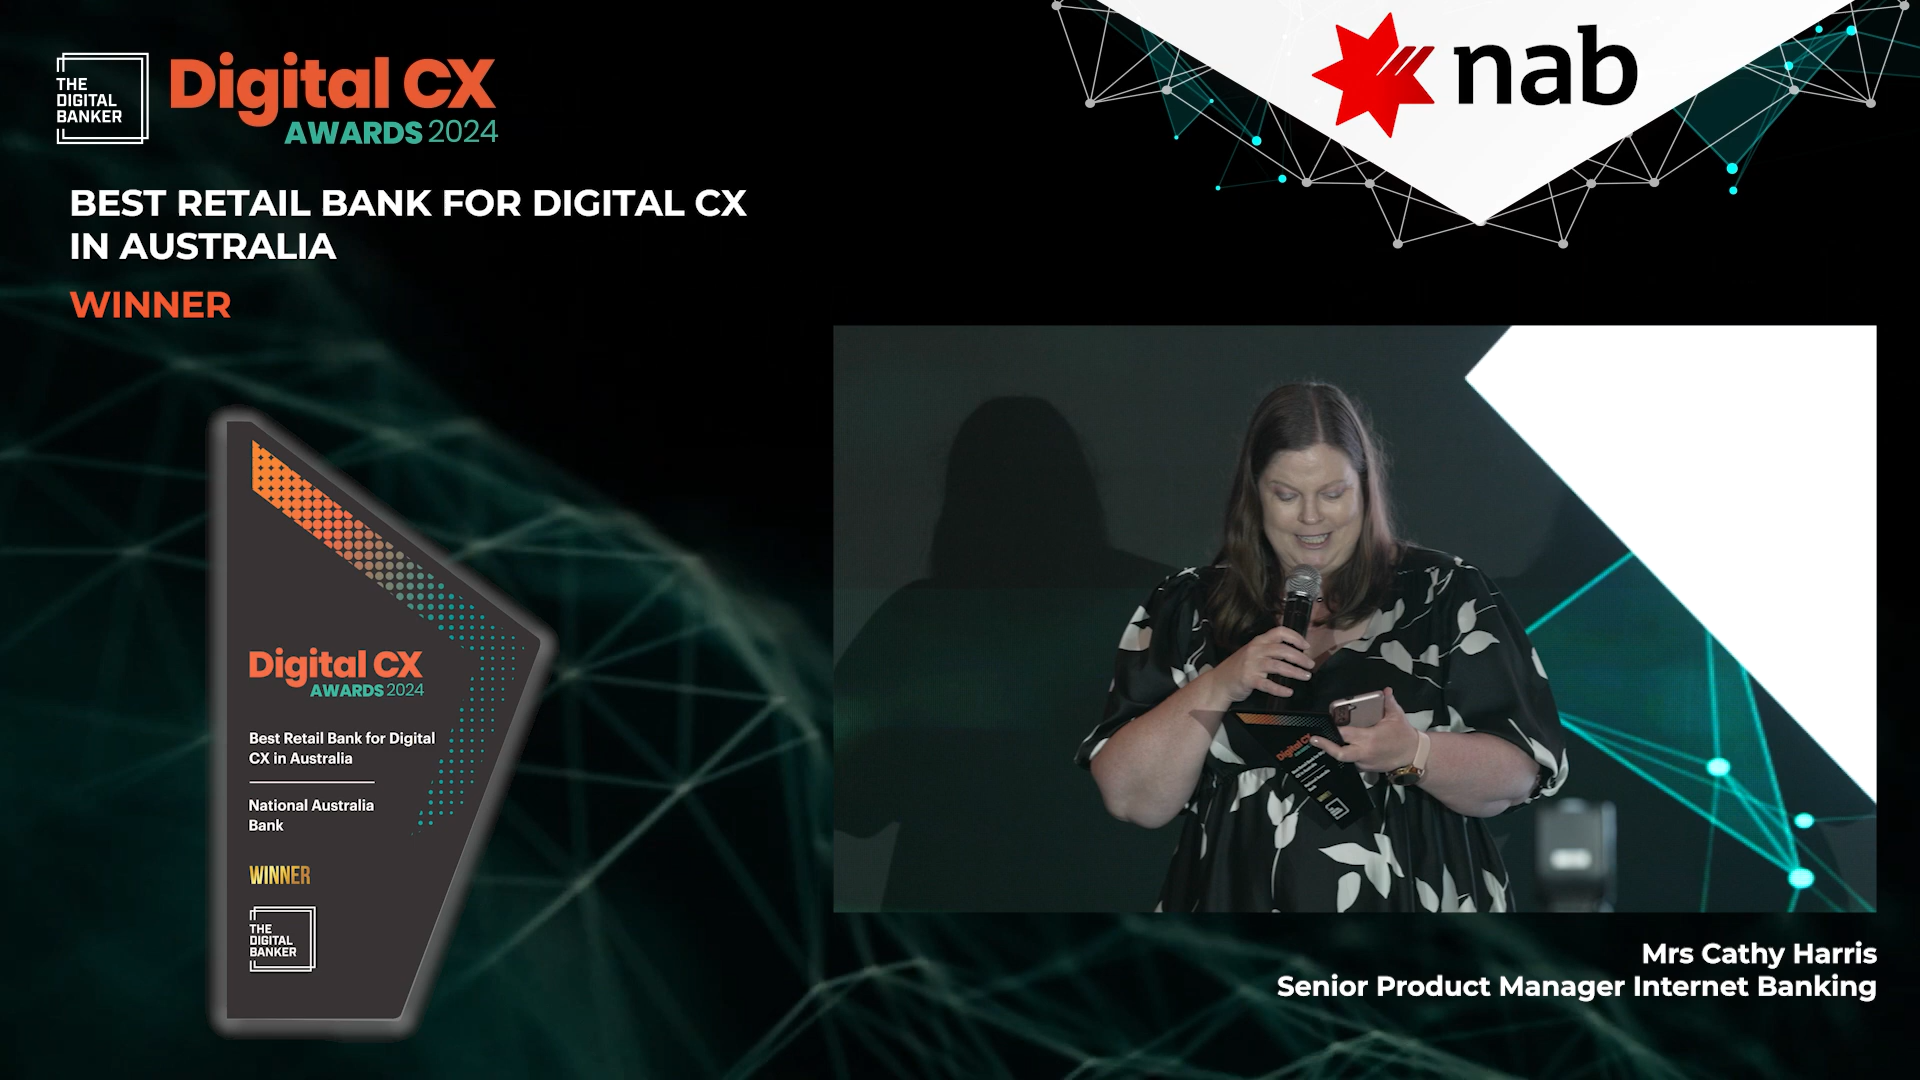 THE
DIGITAL
BANKER
Digital CX
AWARDS 2024
nab
BEST RETAIL BANK FOR DIGITAL CX
IN AUSTRALIA
WINNER
Digital CX
AWARDS 2024
Best Retail Bank for Digital
CX in Australia
National Australia
Bank
WINNER
THE
DIGITAL
BANKER
Digital CX
Mrs Cathy Harris
Senior Product Manager Internet Banking